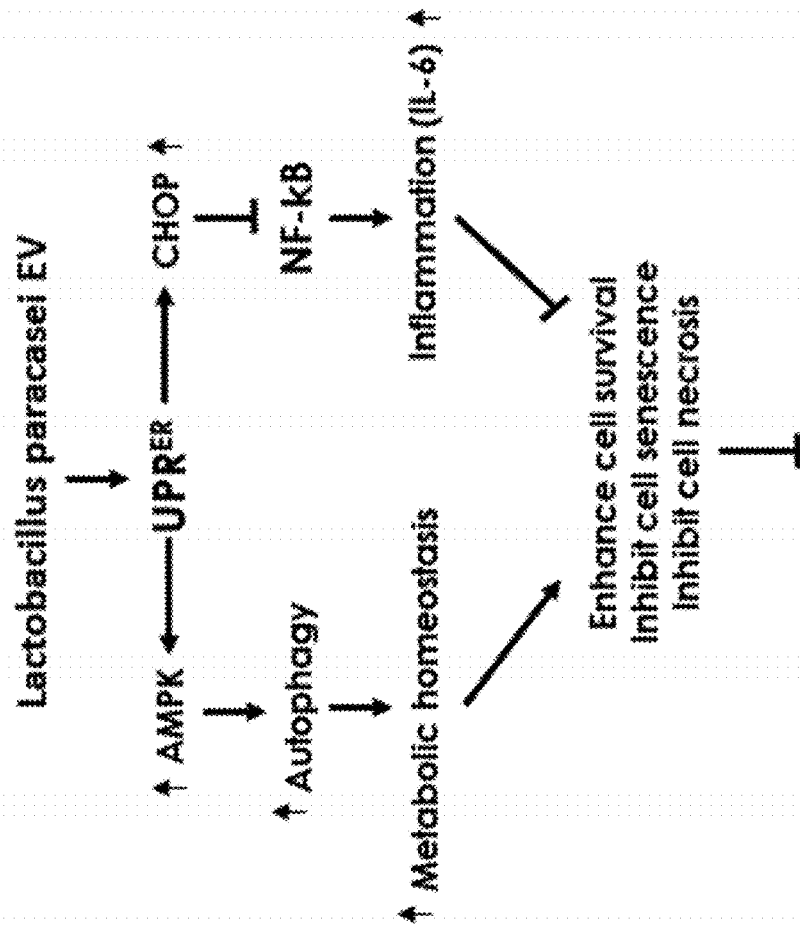 Lactobacillus paracasei EV
AMPK
UPRER
CHOP
Autophagy
NF-kB
Metabolic homeostasis
Inflammation (IL-6)
Enhance cell survival
Inhibit cell senescence
Inhibit cell necrosis